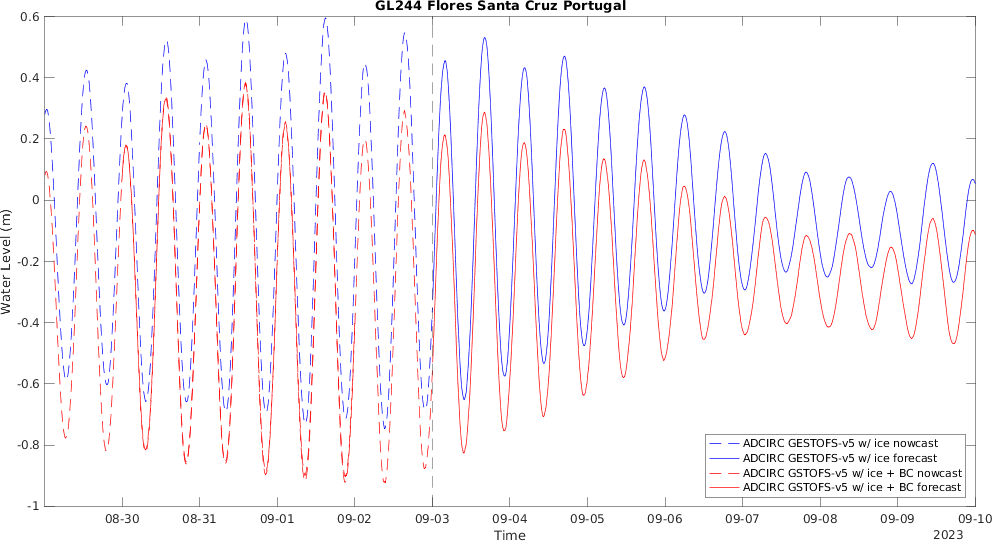 GL244 Flores Santa Cruz Portugal
0.6
0.4
0.2
0
-0.2
-0.4
-0.6
-0.8
-1
Water Level (m)
08-30 08-31 09-01 09-02 09-03 09-04 09-05 09-06 09-07 09-08 09-09 09-10
Time
2023
ADCIRC GESTOFS-v5 w/ ice nowcast
ADCIRC GESTOFS-v5 w/ ice forecast
ADCIRC GSTOFS-v5 w/ ice + BC nowcast
ADCIRC GSTOFS-v5 w/ ice + BC forecast